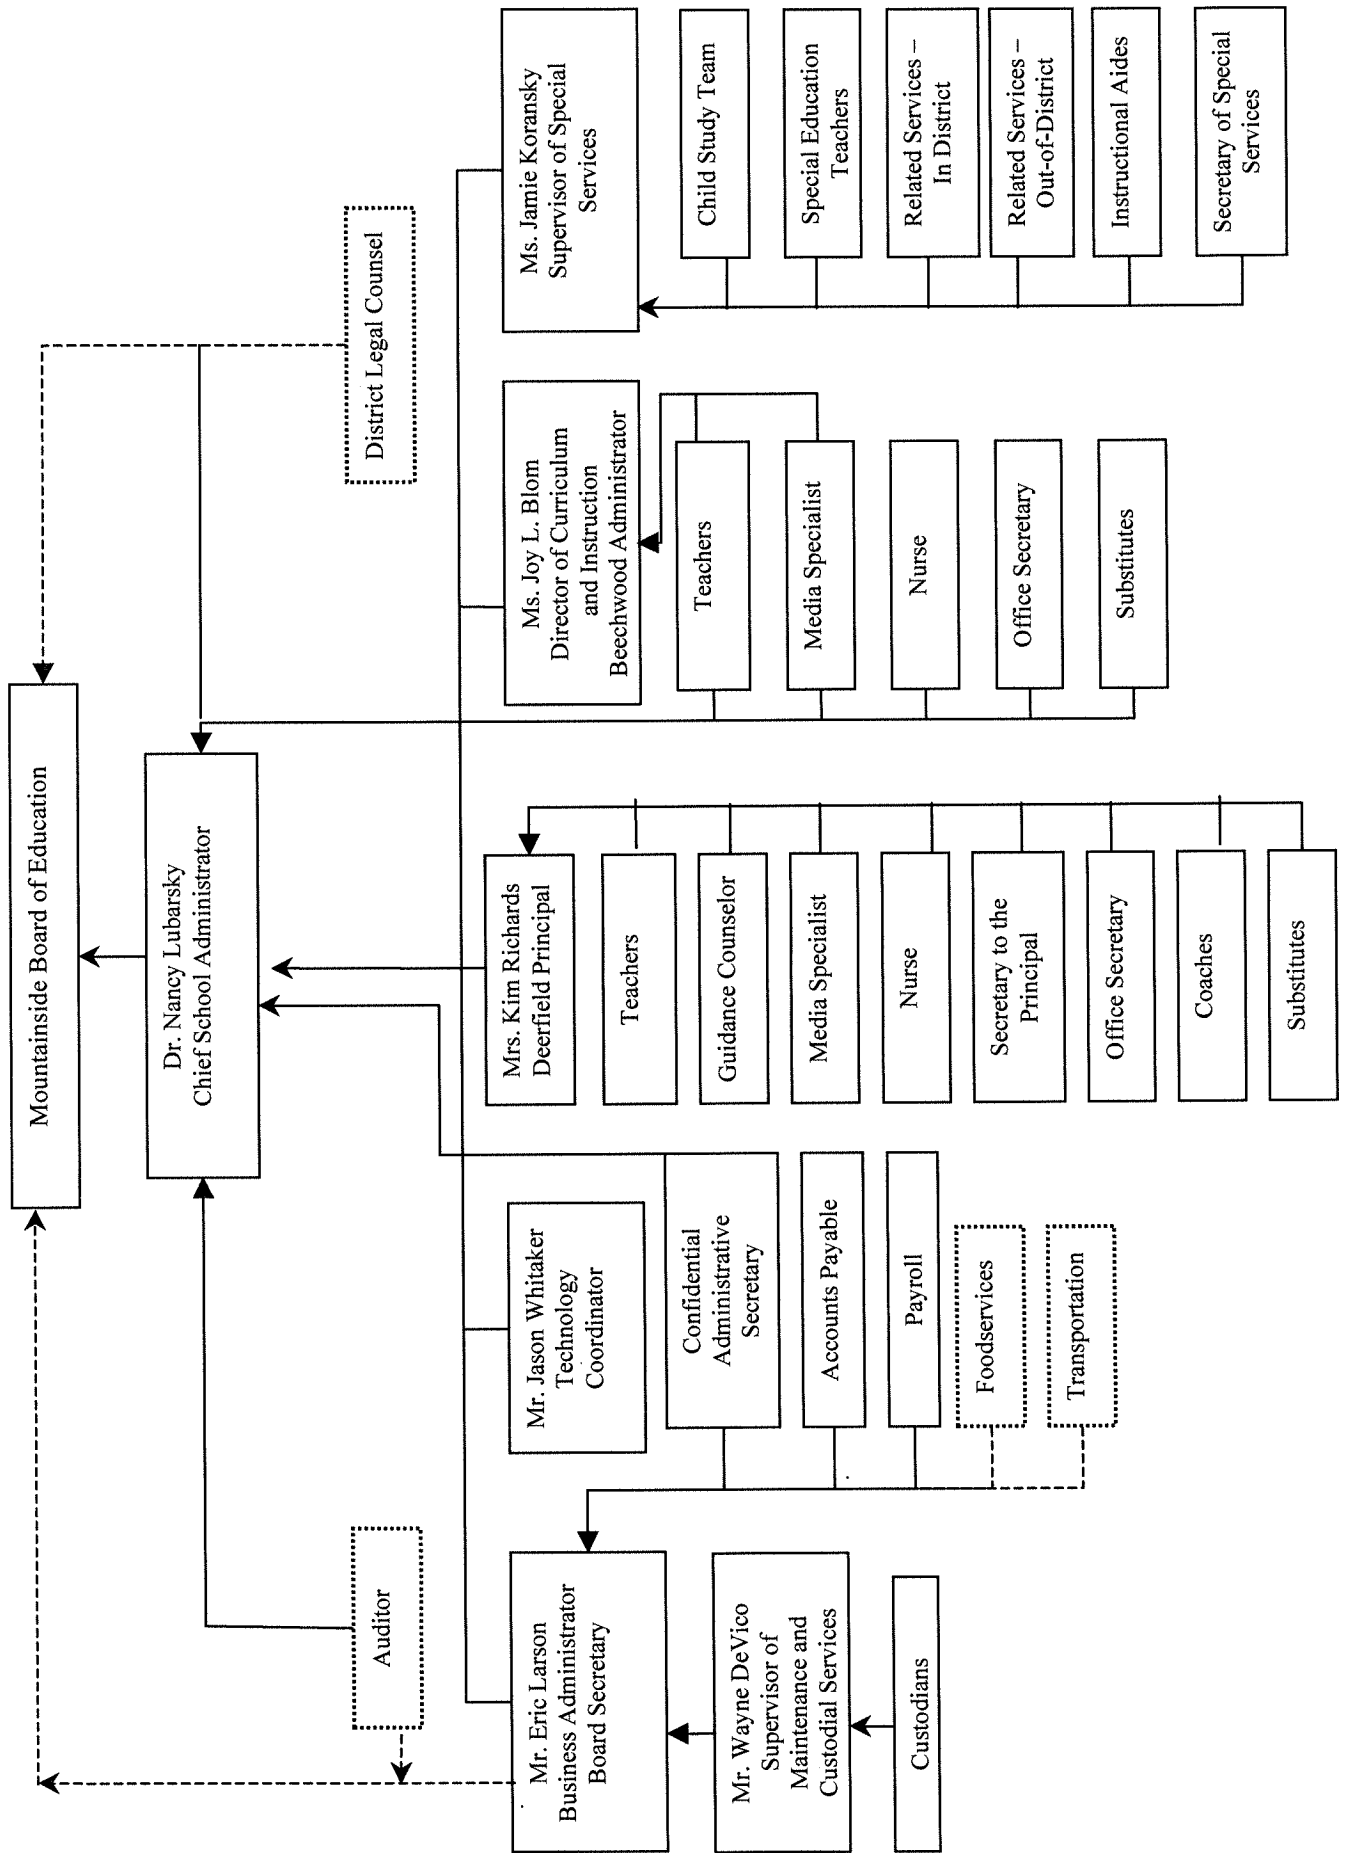 Mountainside Board of Education
Dr. Nancy Lubarsky
Chief School Administrator
Auditor
District Legal Counsel
Mr. Eric Larson
Business Administrator
Board Secretary
Mr. Wayne DeVico
Supervisor of
Maintenance and
Custodial Services
Custodians
Mr. Jason Whitaker
Technology
Coordinator
Confidential
Administrative
Secretary
Accounts Payable
Payroll
Foodservices
Transportation
Mrs. Kim Richards
Deerfield Principal
Teachers
Guidance Counselor
Media Specialist
Nurse
Secretary to the
Principal
Office Secretary
Coaches
Substitutes
Ms. Joy L. Blom
Director of Curriculum
and Instruction
Beechwood Administrator
Teachers
Media Specialist
Nurse
Office Secretary
Substitutes
Ms. Jamie Koransky
Supervisor of Special
Services
Child Study Team
Special Education
Teachers
Related Services –
In District
Related Services –
Out-of-District
Instructional Aides
Secretary of Special
Services